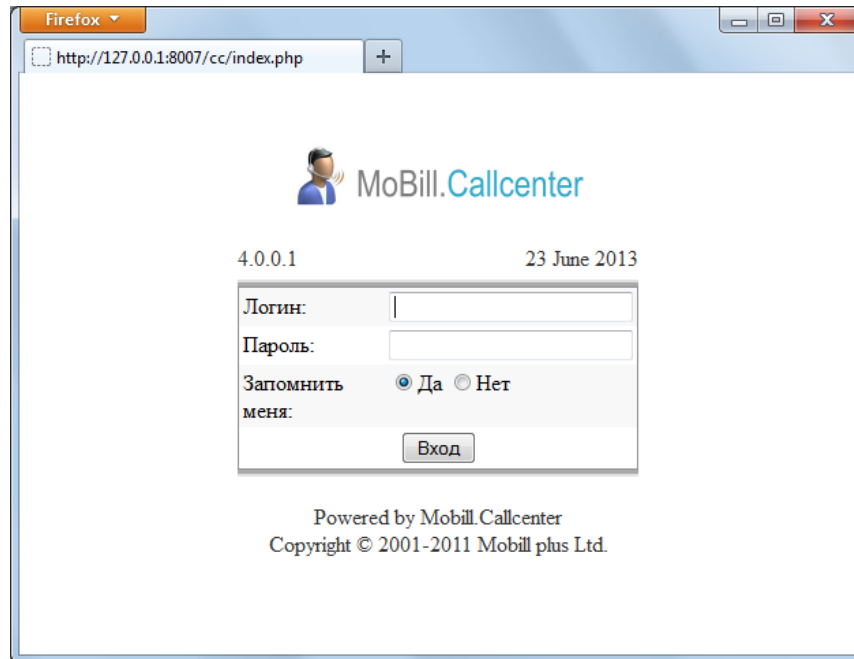 Firefox
http://127.0.0.1:8007/cc/index.php
MoBill.Callcenter
4.0.0.1 23 June 2013
Логин:
Пароль:
Запомнить Да Нет
меня:
Вход
Powered by Mobill.Callcenter
Copyright © 2001-2011 Mobill plus Ltd.